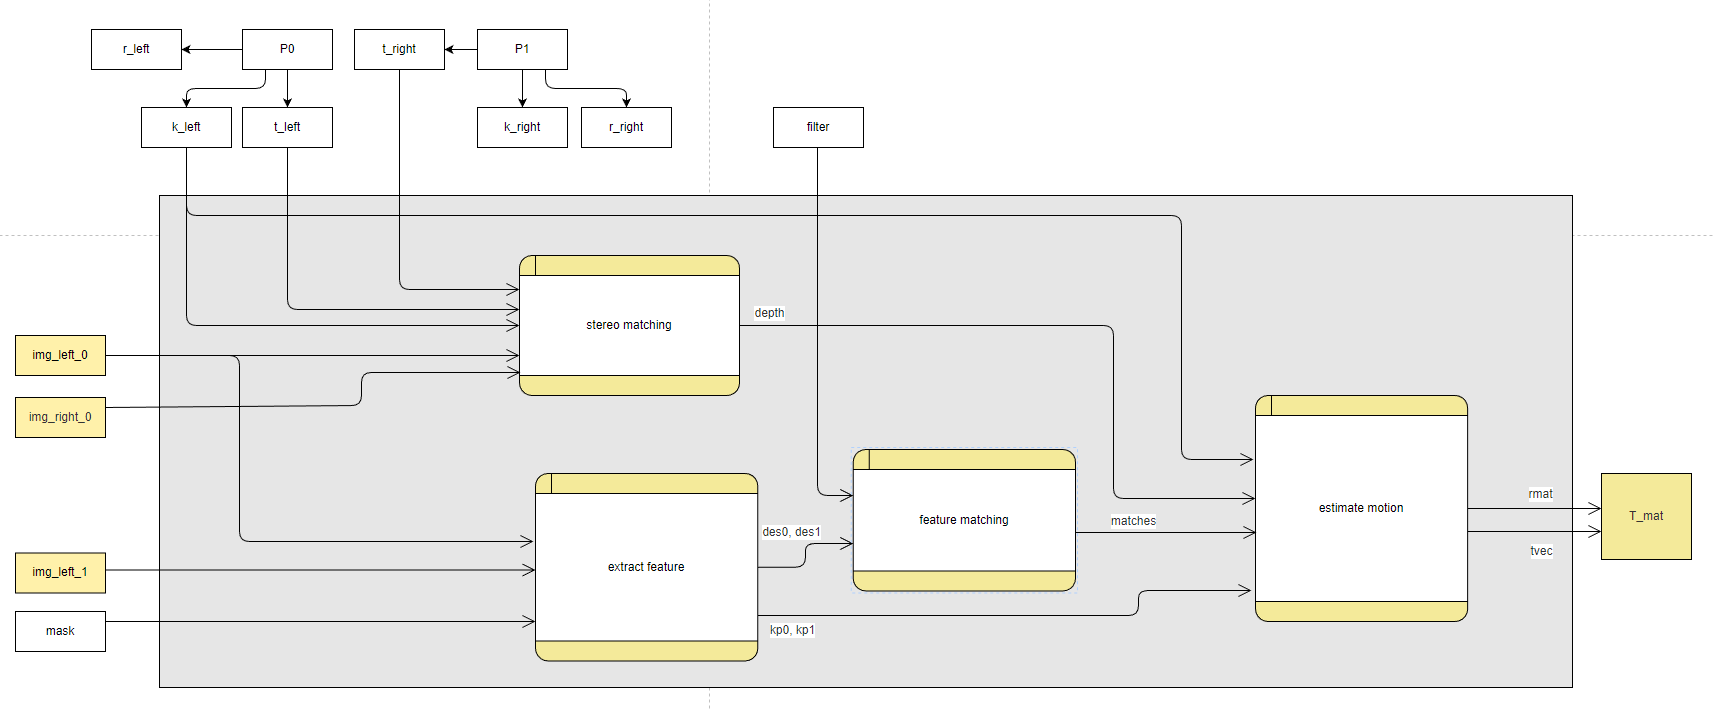 r_left
P0
t_right
P1
k_left
t_left
k_right
r_right
filter
stereo matching
depth
img_left_0
img_right_0
rmat
feature matching
matches
estimate motion
T_mat
des0, des1
tvec
extract feature
img_left_1
mask
kp0, kp1